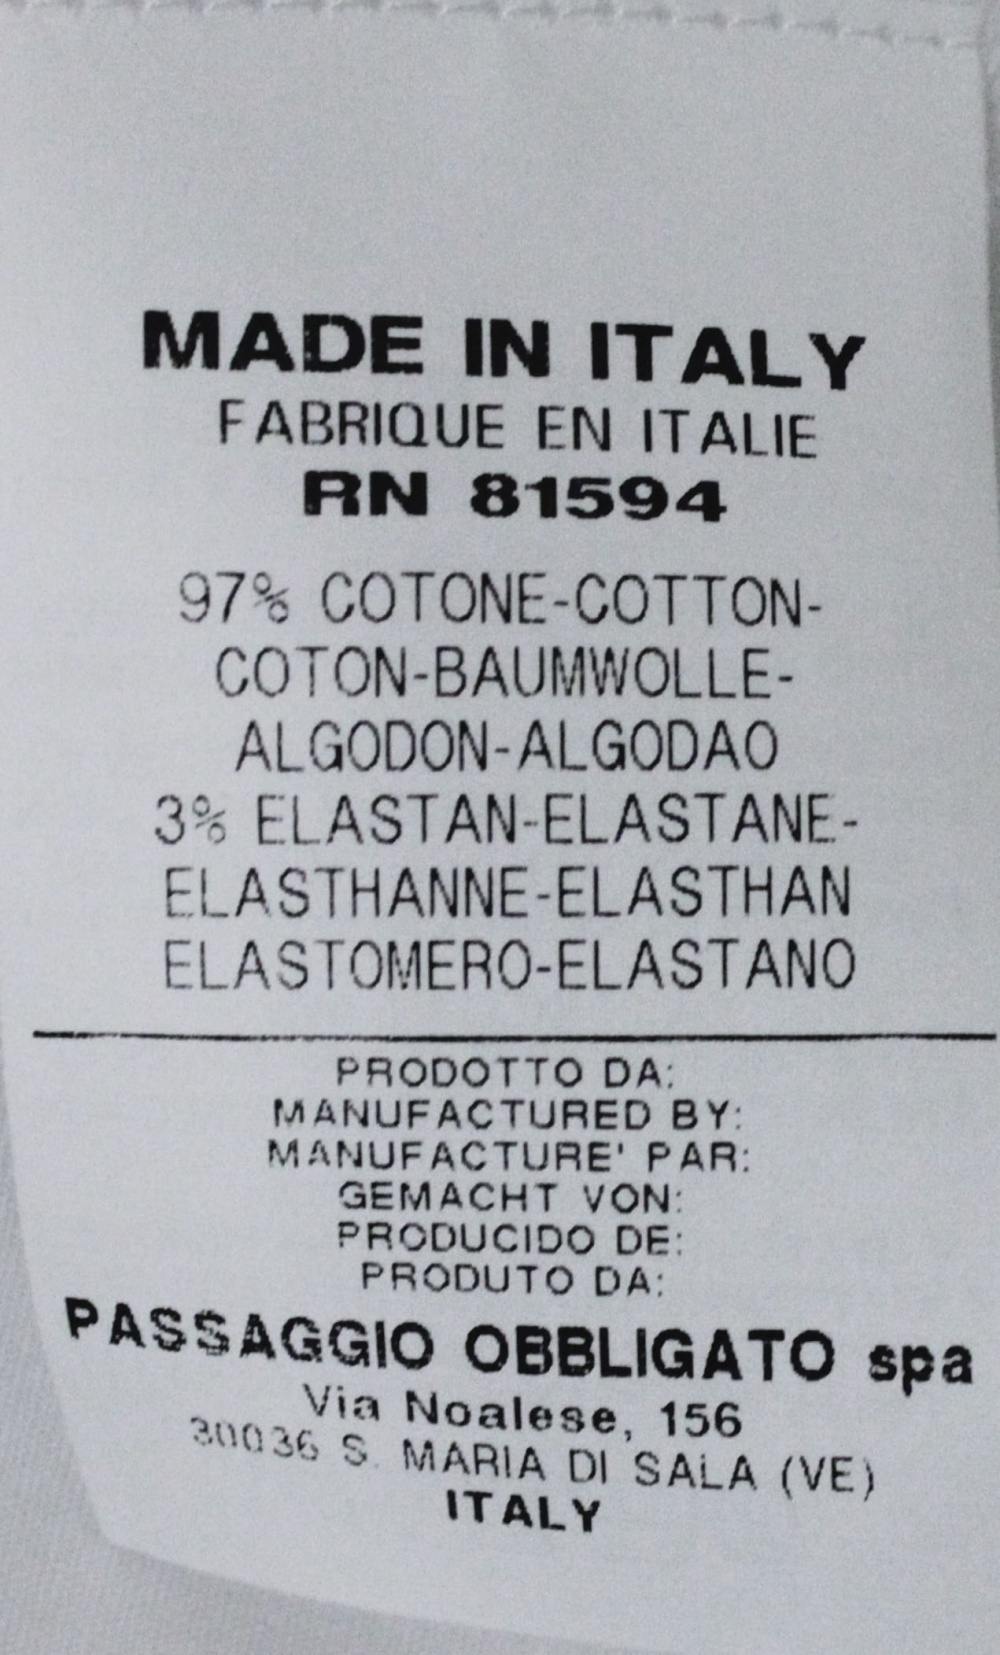 MADE IN ITALY
FABRIQUE EN ITALIE
RN 81594
97% COTONE-COTTON-
COTON-BAUMWOLLE-
ALGODON-ALGODAO
3% ELASTAN-ELASTANE-
ELASTHANNE-ELASTHAN
ELASTOMERO-ELASTANO
PRODOTTO DA:
MANUFACTURED BY:
MANUFACTURE' PAR:
GEMACHT VON:
PRODUCIDO DE:
PRODUTO DA:
PASSAGGIO OBBLIGATO spa
Via Noalese, 156
30036 S. MARIA DI SALA (VE)
ITALY